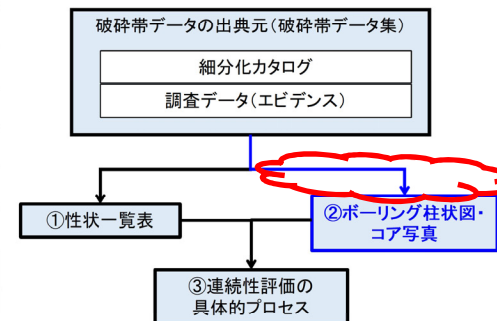 破砕帯データの出典元(破砕帯データ集)
細分化カタログ
調査データ(エビデンス)
①性状一覧表
②ボーリング柱状図・
コア写真
③連続性評価の
具体的プロセス